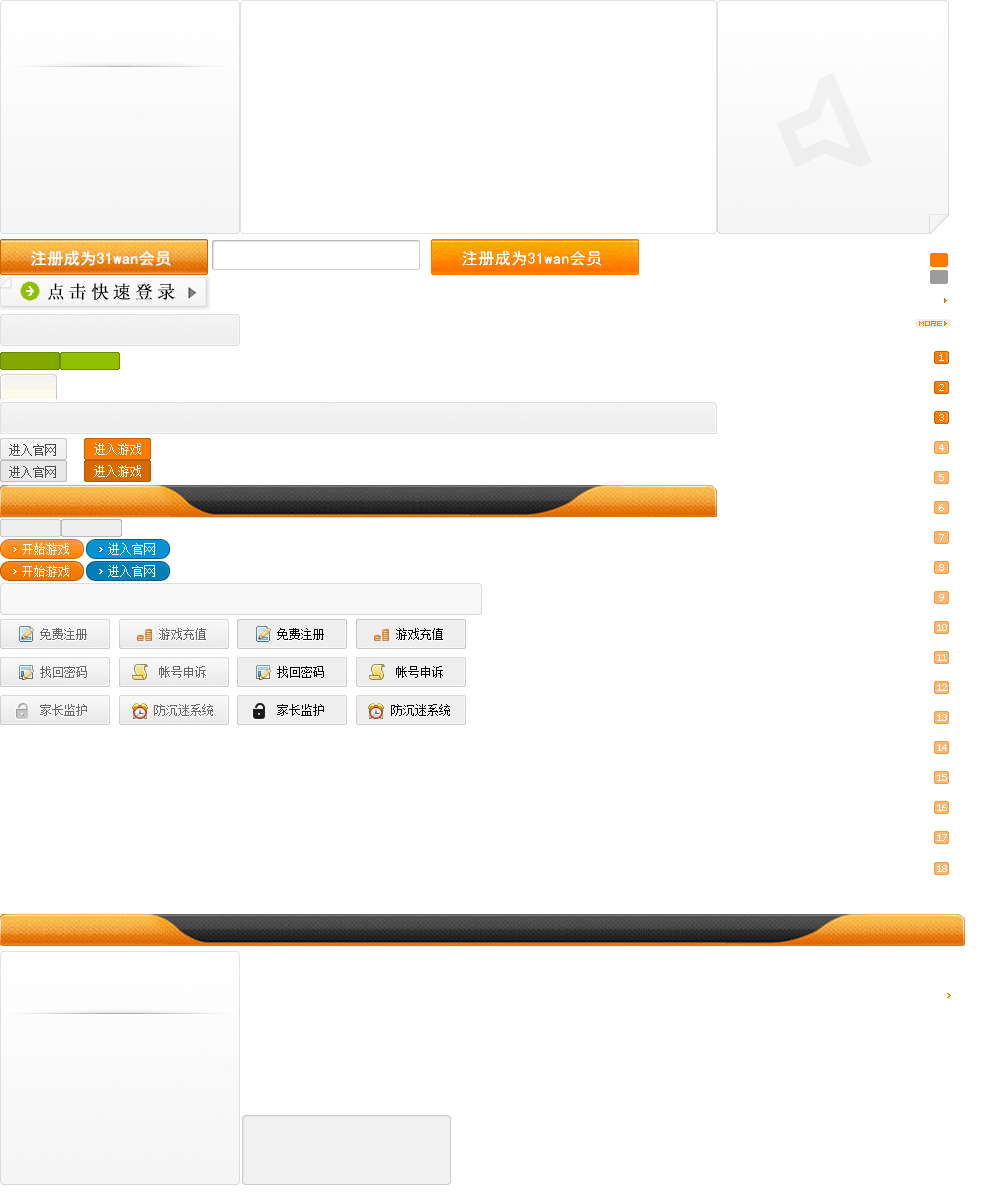 注册成为31wan会员 注册成为31wan会员
点击快速登录
MORE
1
2
3
进入官网 进入游戏
4
进入官网 进入游戏
5
6
7
› 开始游戏 › 进入官网
› 开始游戏 › 进入官网
8
9
免费注册 游戏充值 免费注册 游戏充值
10
找回密码 帐号申诉 找回密码 帐号申诉
11
12
家长监护 防沉迷系统 家长监护 防沉迷系统
13
14
15
16
17
18